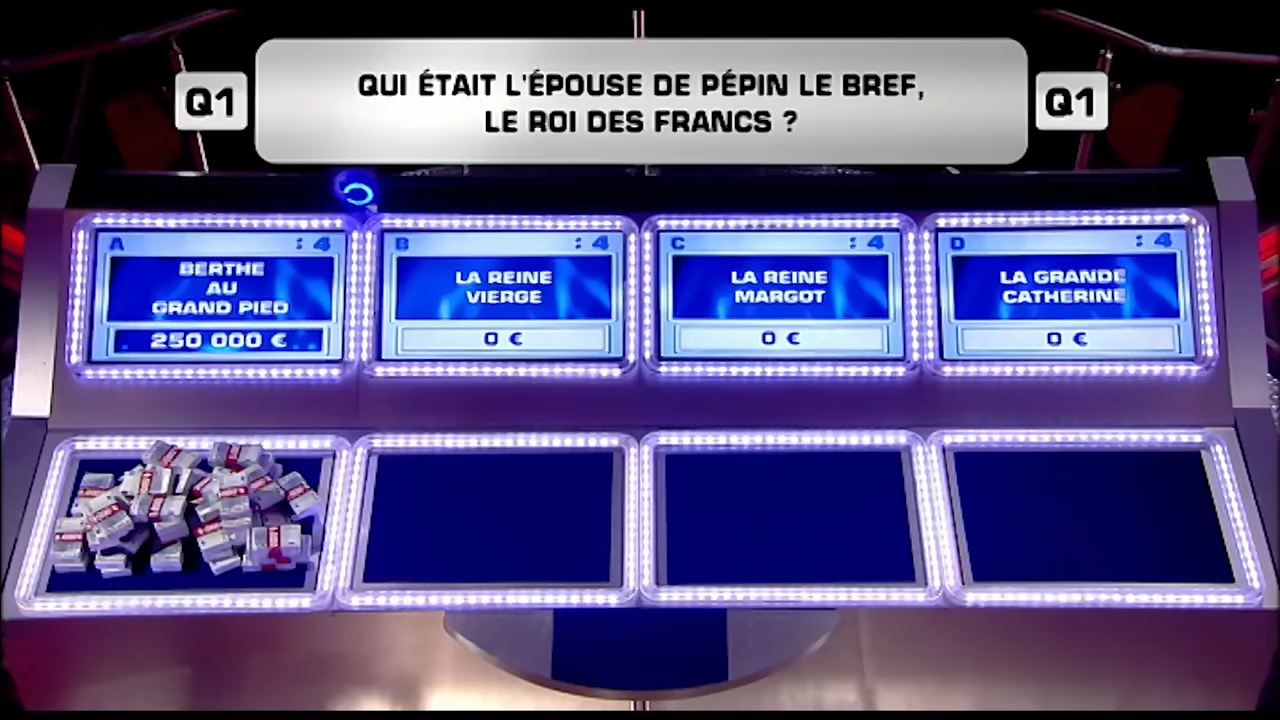 Q1
QUI ÉTAIT L'ÉPOUSE DE PÉPIN LE BREF,
LE ROI DES FRANCS ?
Q1
A : 4
BERTHE
AU
GRAND PIED
250 000 €
B : 4
LA REINE
VIERGE
0 €
C : 4
LA REINE
MARGOT
0 €
D : 4
LA GRANDE
CATHERINE
0 €